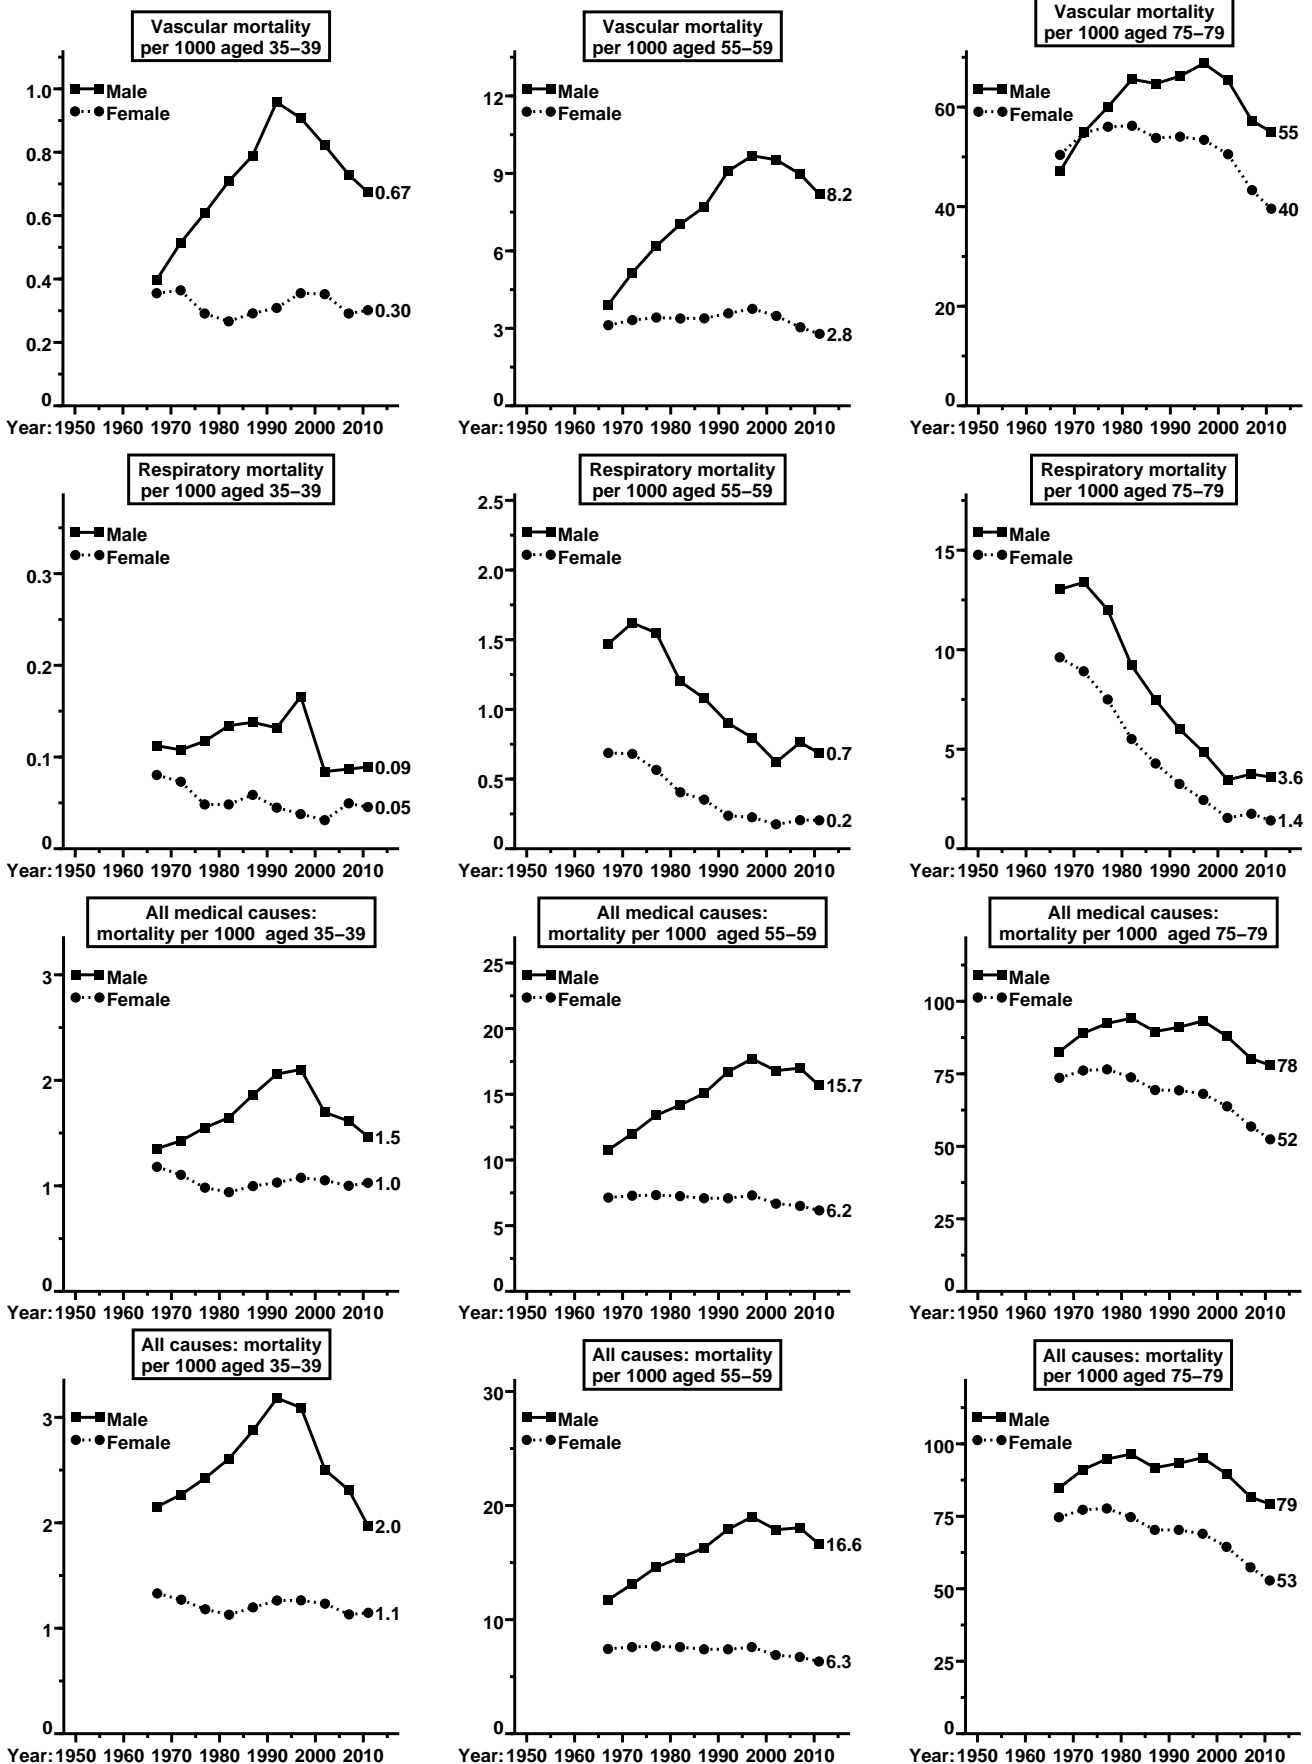 Vascular mortality
per 1000 aged 35–39
1.0
0.8
0.6
0.4
0.2
0
Male
Female
0.67
0.30
Year: 1950 1960 1970 1980 1990 2000 2010
Vascular mortality
per 1000 aged 55–59
12
9
6
3
0
Male
Female
8.2
2.8
Year: 1950 1960 1970 1980 1990 2000 2010
Vascular mortality
per 1000 aged 75–79
60
40
20
0
Male
Female
55
40
Year: 1950 1960 1970 1980 1990 2000 2010
Respiratory mortality
per 1000 aged 35–39
0.3
0.2
0.1
0
Male
Female
0.09
0.05
Year: 1950 1960 1970 1980 1990 2000 2010
Respiratory mortality
per 1000 aged 55–59
2.5
2.0
1.5
1.0
0.5
0
Male
Female
0.7
0.2
Year: 1950 1960 1970 1980 1990 2000 2010
Respiratory mortality
per 1000 aged 75–79
15
10
5
0
Male
Female
3.6
1.4
Year: 1950 1960 1970 1980 1990 2000 2010
All medical causes:
mortality per 1000 aged 35–39
3
2
1
0
Male
Female
1.5
1.0
Year: 1950 1960 1970 1980 1990 2000 2010
All medical causes:
mortality per 1000 aged 55–59
25
20
15
10
5
0
Male
Female
15.7
6.2
Year: 1950 1960 1970 1980 1990 2000 2010
All medical causes:
mortality per 1000 aged 75–79
100
75
50
25
0
Male
Female
78
52
Year: 1950 1960 1970 1980 1990 2000 2010
All causes: mortality
per 1000 aged 35–39
3
2
1
0
Male
Female
2.0
1.1
Year: 1950 1960 1970 1980 1990 2000 2010
All causes: mortality
per 1000 aged 55–59
30
20
10
0
Male
Female
16.6
6.3
Year: 1950 1960 1970 1980 1990 2000 2010
All causes: mortality
per 1000 aged 75–79
100
75
50
25
0
Male
Female
79
53
Year: 1950 1960 1970 1980 1990 2000 2010